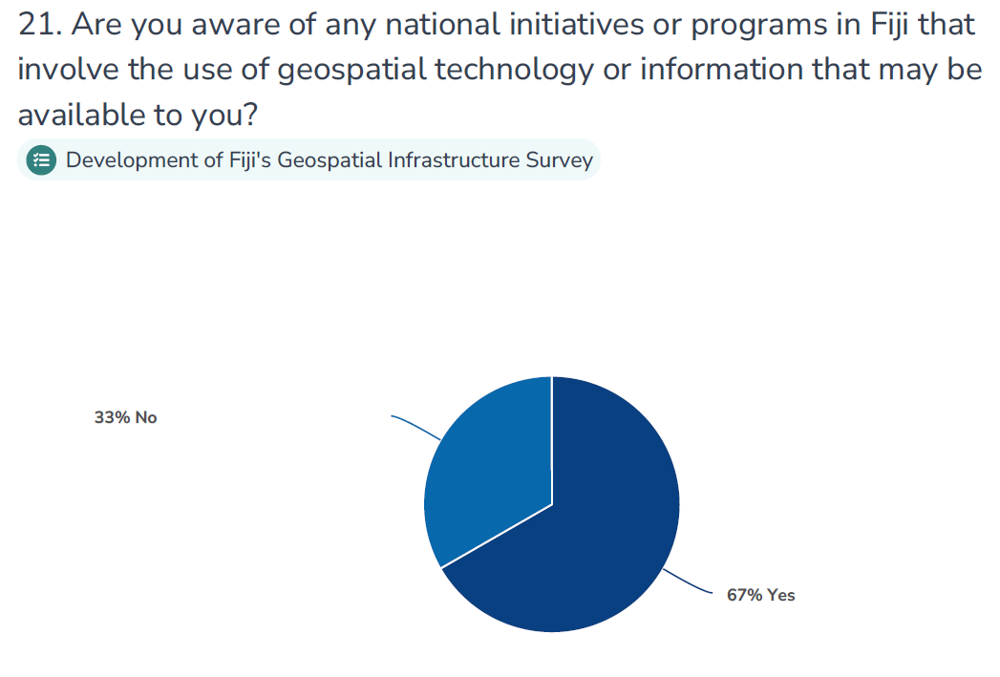 21. Are you aware of any national initiatives or programs in Fiji that
involve the use of geospatial technology or information that may be
available to you?
Development of Fiji's Geospatial Infrastructure Survey
33% No
67% Yes